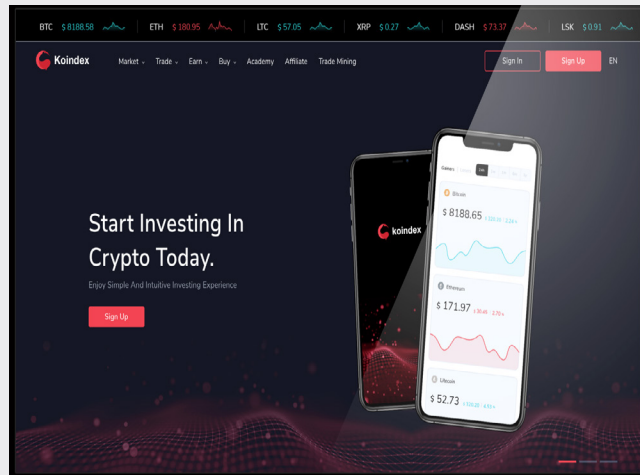 BTC $ 8188.58 ETH $ 180.95 LTC $ 57.05 XRP $ 0.27 DASH $ 73.37 LSK $ 0.91
Koindex Market Trade Earn Buy Academy Affiliate Trade Mining Sign In Sign Up EN
Start Investing In
Crypto Today.
Enjoy Simple And Intuitive Investing Experience
Sign Up
koindex
Gainers
Bitcoin
$ 8188.65
Ethereum
$ 171.97
Litecoin
$ 52.73